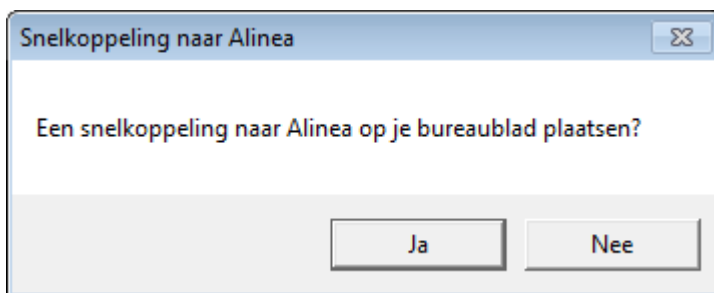 Snelkoppeling naar Alinea
Een snelkoppeling naar Alinea op je bureaublad plaatsen?
Ja
Nee